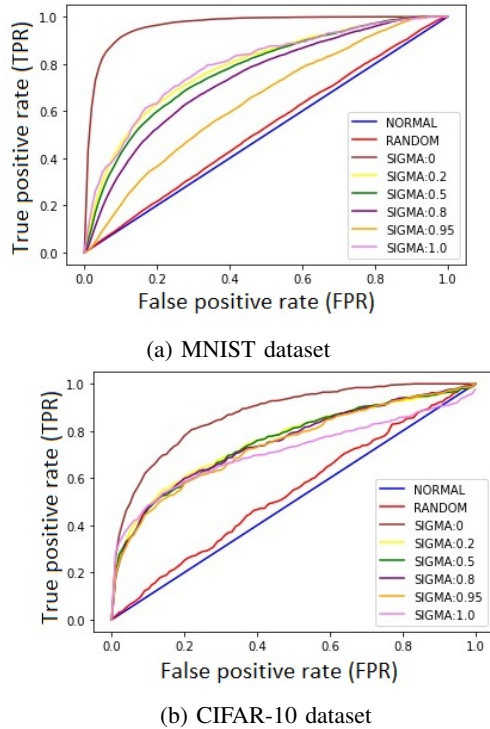 True positive rate (TPR)
1.0
0.8
0.6
0.4
0.2
0.0
NORMAL
RANDOM
SIGMA:0
SIGMA:0.2
SIGMA:0.5
SIGMA:0.8
SIGMA:0.95
SIGMA:1.0
0.0 0.2 0.4 0.6 0.8 1.0
False positive rate (FPR)
(a) MNIST dataset
True positive rate (TPR)
1.0
0.8
0.6
0.4
0.2
0.0
NORMAL
RANDOM
SIGMA:0
SIGMA:0.2
SIGMA:0.5
SIGMA:0.8
SIGMA:0.95
SIGMA:1.0
0.0 0.2 0.4 0.6 0.8 1.0
False positive rate (FPR)
(b) CIFAR-10 dataset